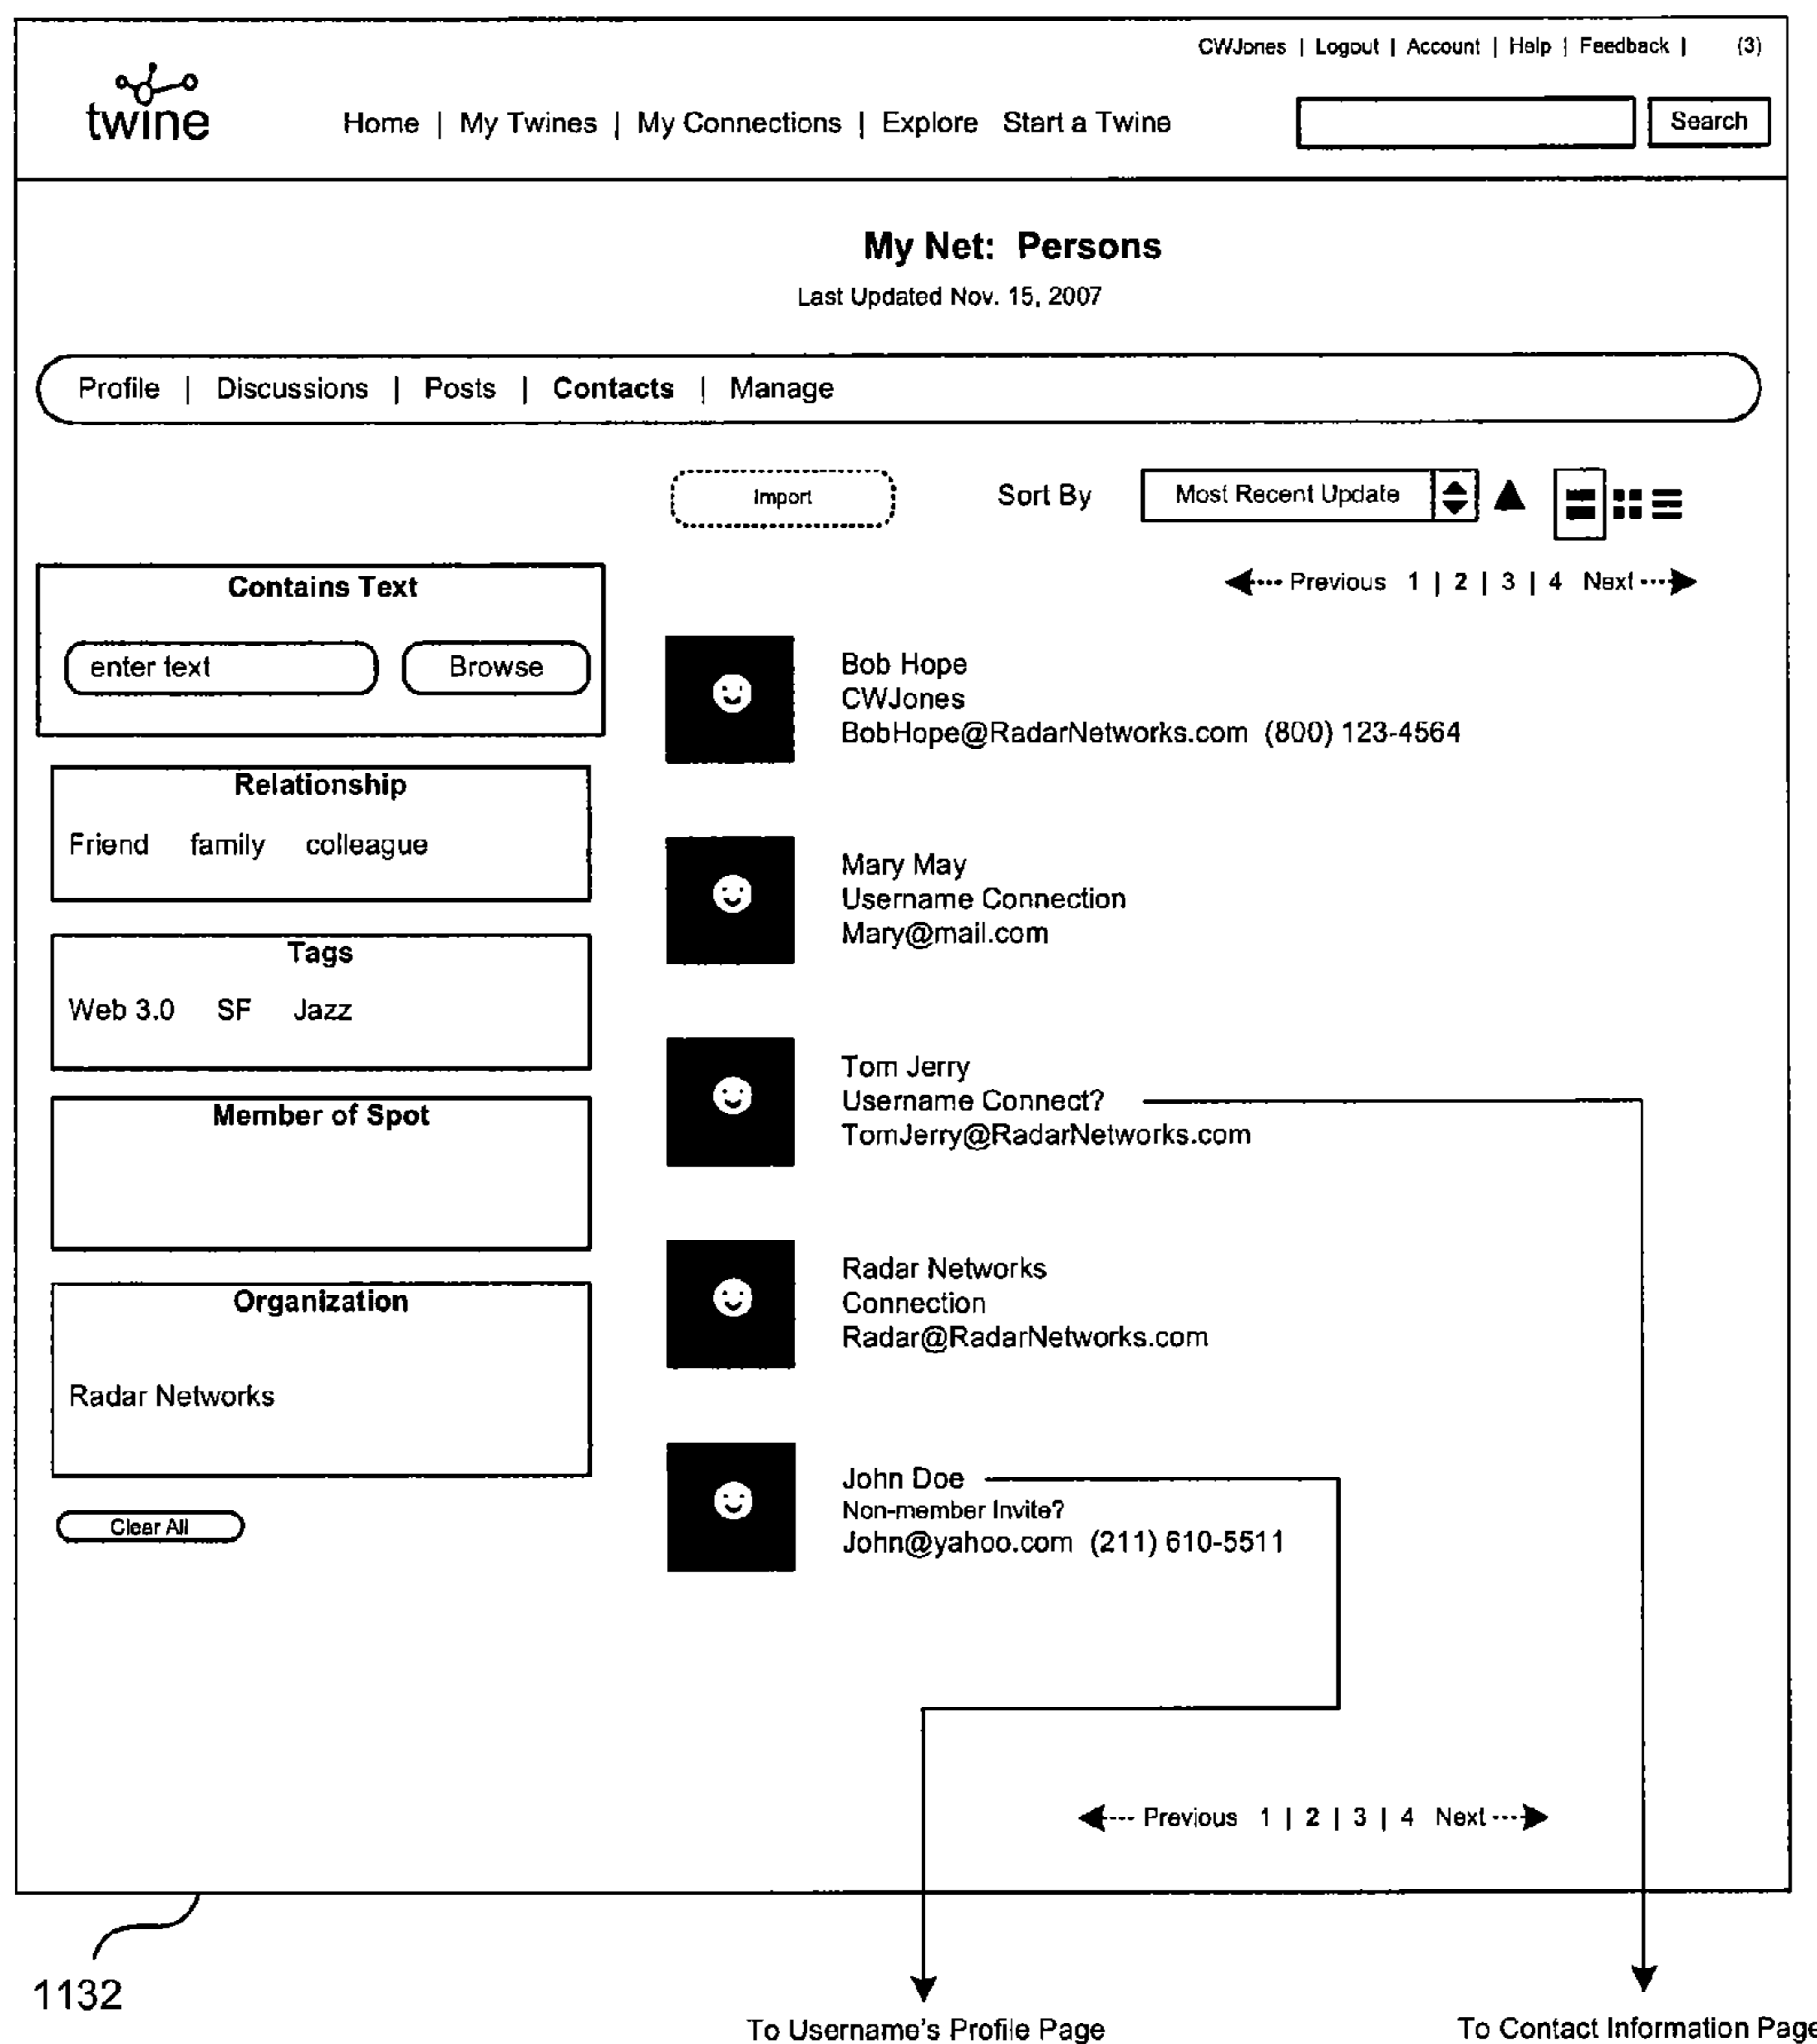 CWJones | Logout | Account | Help | Feedback | (3)
twine
Home | My Twines | My Connections | Explore Start a Twine
Search
My Net: Persons
Last Updated Nov. 15, 2007
Profile | Discussions | Posts | Contacts | Manage
Import
Sort By
Most Recent Update
Previous 1 | 2 | 3 | 4 Next
Contains Text
enter text
Browse
Relationship
Friend family colleague
Tags
Web 3.0 SF Jazz
Member of Spot
Organization
Radar Networks
Clear All
Bob Hope
CWJones
BobHope@RadarNetworks.com (800) 123-4564
Mary May
Username Connection
Mary@mail.com
Tom Jerry
Username Connect?
TomJerry@RadarNetworks.com
Radar Networks
Connection
Radar@RadarNetworks.com
John Doe
Non-member Invite?
John@yahoo.com (211) 610-5511
Previous 1 | 2 | 3 | 4 Next
1132
To Username's Profile Page
To Contact Information Page